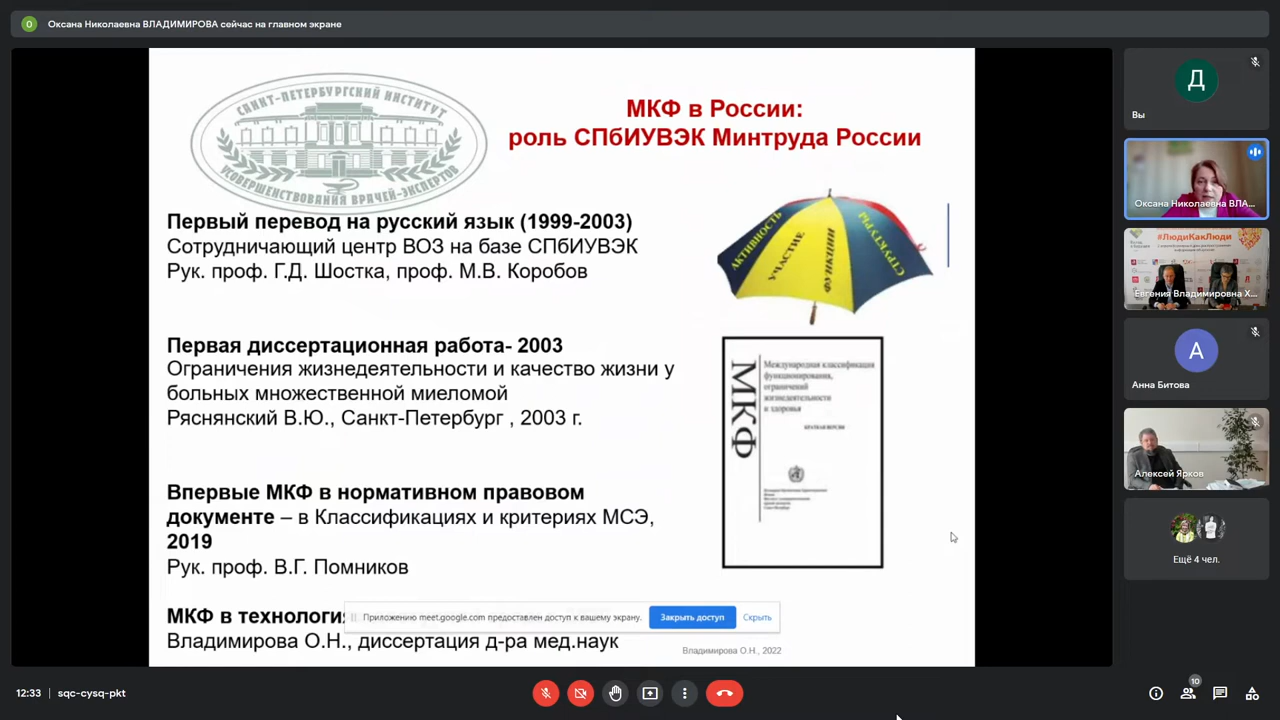 О
Оксана Николаевна ВЛАДИМИРОВА сейчас на главном экране
САНКТ-ПЕТЕРБУРГСКИЙ ИНСТИТУТ
УСОВЕРШЕНСТВОВАНИЯ ВРАЧЕЙ-ЭКСПЕРТОВ
МКФ в России:
роль СПбИУВЭК Минтруда России
Первый перевод на русский язык (1999-2003)
Сотрудничающий центр ВОЗ на базе СПбИУВЭК
Рук. проф. Г.Д. Шостка, проф. М.В. Коробов
АКТИВНОСТЬ
УЧАСТИЕ
ФУНКЦИИ
СТРУКТУРЫ
Первая диссертационная работа- 2003
Ограничения жизнедеятельности и качество жизни у
больных множественной миеломой
Ряснянский В.Ю., Санкт-Петербург , 2003 г.
МКФ
Международная классификация
функционирования,
ограничений
жизнедеятельности
и здоровья
КРАТКАЯ ВЕРСИЯ
Впервые МКФ в нормативном правовом
документе – в Классификациях и критериях МСЭ,
2019
Рук. проф. В.Г. Помников
МКФ в технология
Приложению meet.google.com предоставлен доступ к вашему экрану.
Закрыть доступ
Скрыть
Владимирова О.Н., диссертация д-ра мед.наук
Владимирова О.Н., 2022
Д
Вы
Оксана Николаевна ВЛА...
#ЛюдиКакЛюди
Евгения Владимировна Х...
А
Анна Битова
Алексей Ярков
Ещё 4 чел.
12:33
sqc-cysq-pkt
10